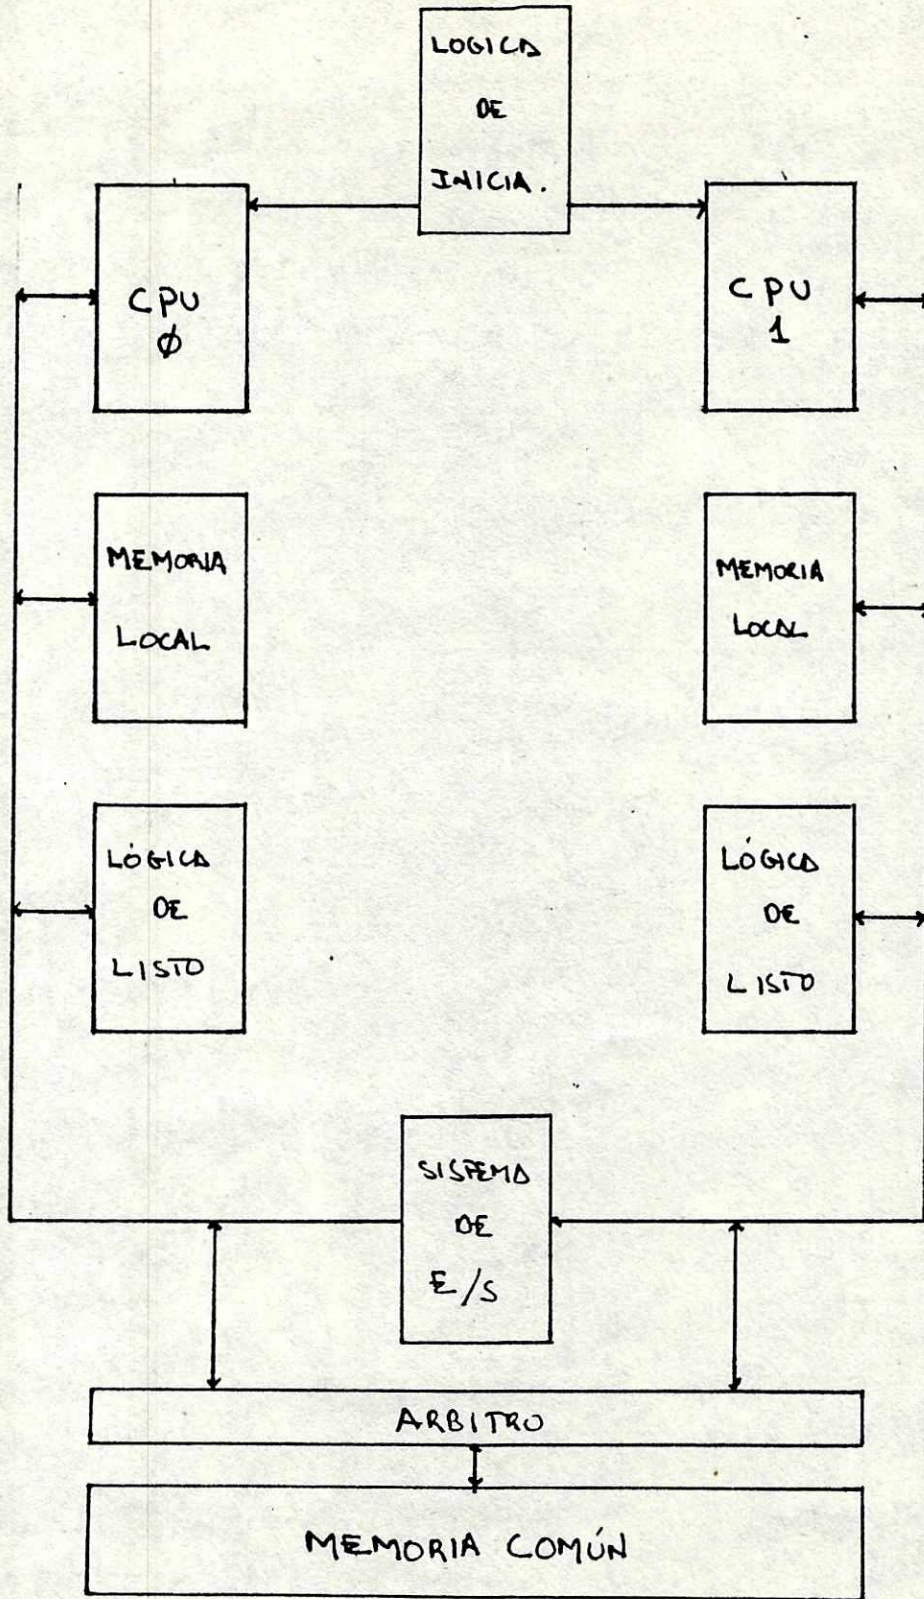 LOGICA
DE
INICIA.
CPU
Ø
CPU
1
MEMORIA
LOCAL
MEMORIA
LOCAL
LÓGICA
DE
LISTO
LÓGICA
DE
LISTO
SISTEMA
DE
E/S
ARBITRO
MEMORIA COMÚN